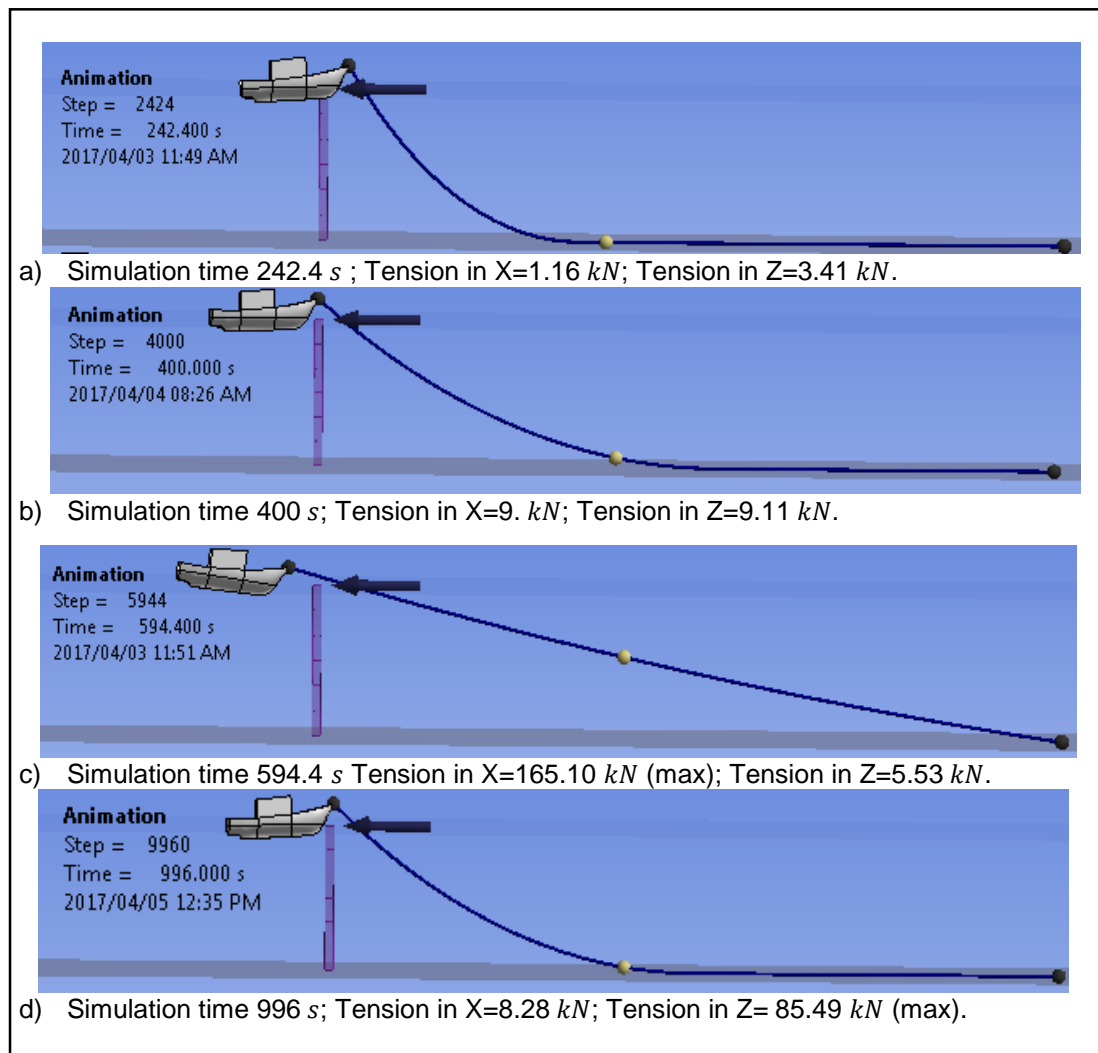 Animation
Step = 2424
Time = 242.400 s
2017/04/03 11:49 AM
a) Simulation time 242.4 s ; Tension in X=1.16 kN; Tension in Z=3.41 kN.
Animation
Step = 4000
Time = 400.000 s
2017/04/04 08:26 AM
b) Simulation time 400 s; Tension in X=9. kN; Tension in Z=9.11 kN.
Animation
Step = 5944
Time = 594.400 s
2017/04/03 11:51 AM
c) Simulation time 594.4 s Tension in X=165.10 kN (max); Tension in Z=5.53 kN.
Animation
Step = 9960
Time = 996.000 s
2017/04/05 12:35 PM
d) Simulation time 996 s; Tension in X=8.28 kN; Tension in Z= 85.49 kN (max).